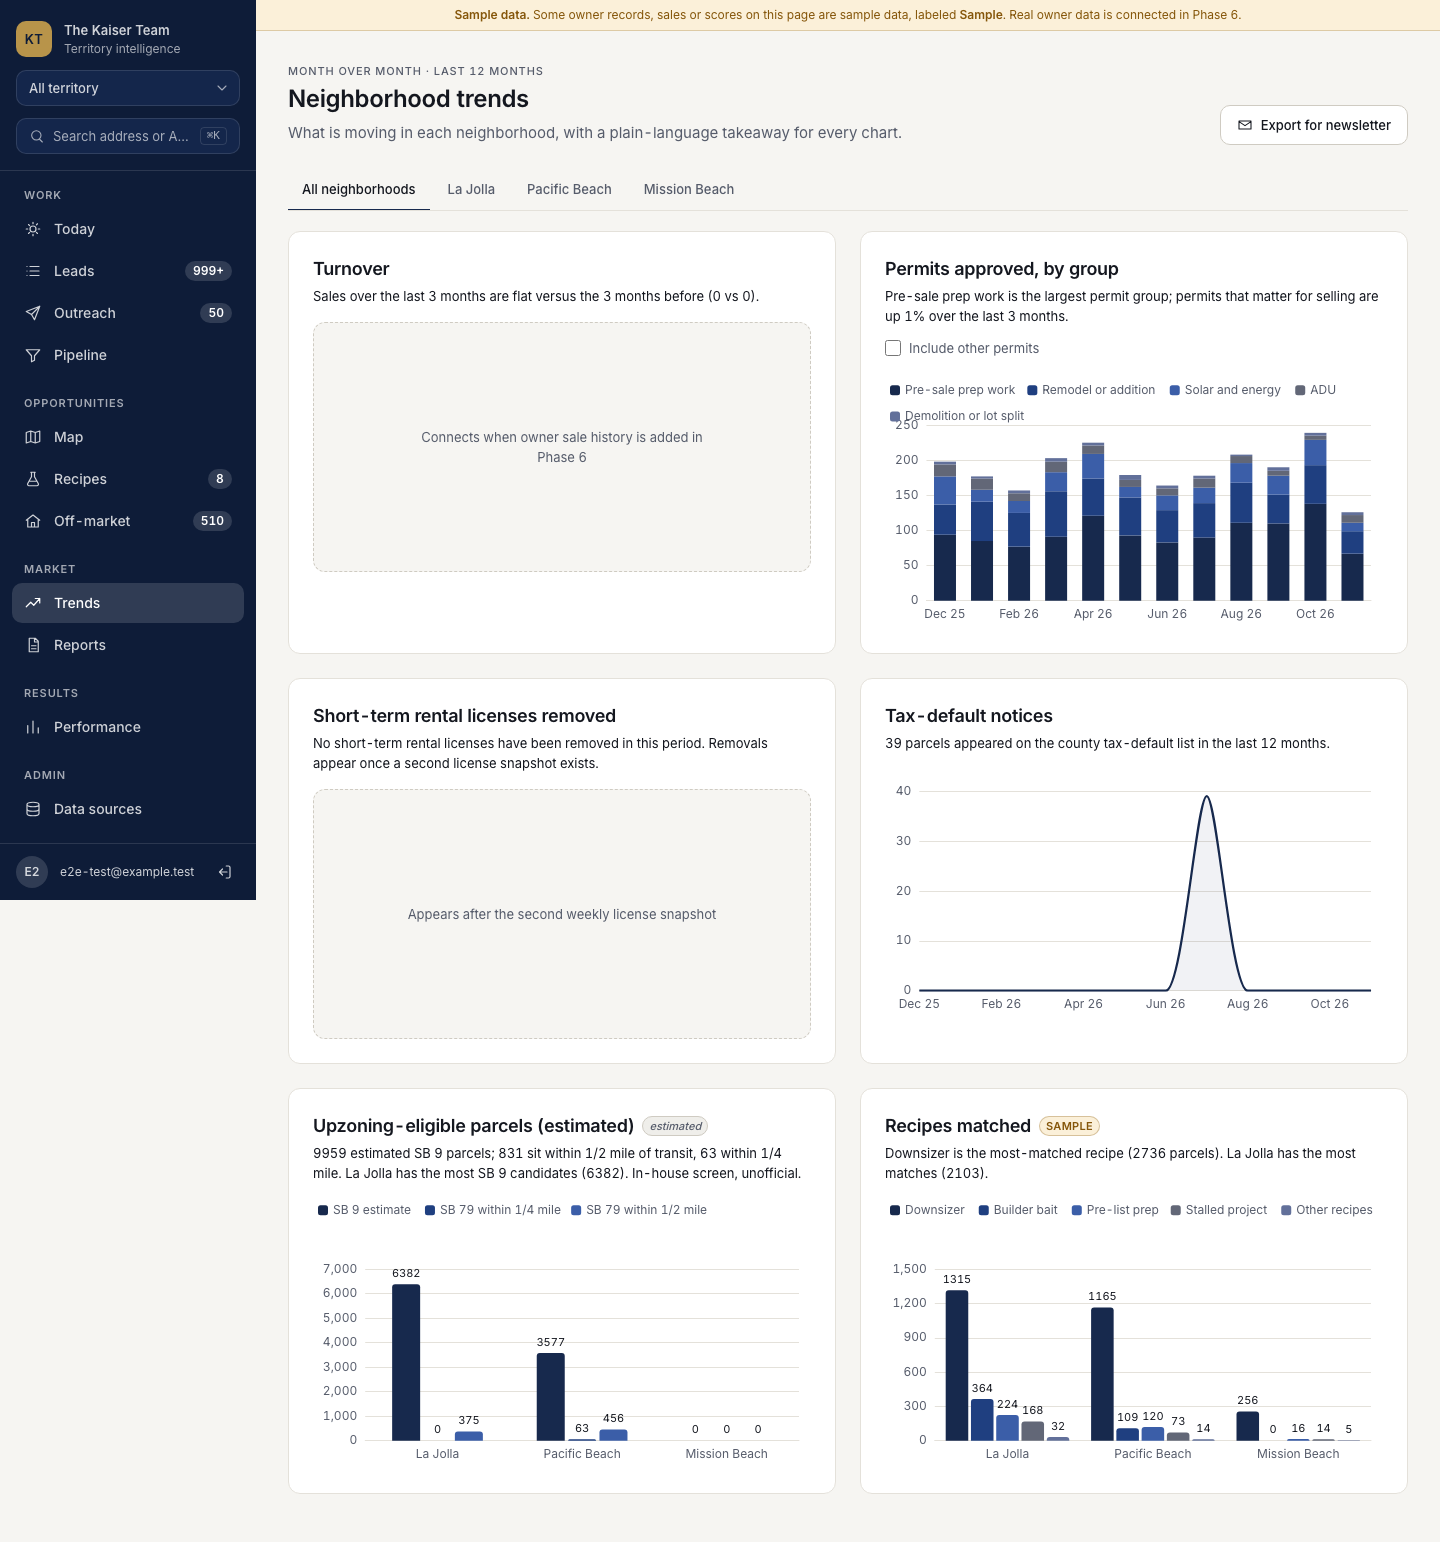 Sample data. Some owner records, sales or scores on this page are sample data, labeled Sample. Real owner data is connected in Phase 6.
KT
The Kaiser Team
Territory intelligence
All territory
Search address or A... ⌘K
WORK
Today
Leads 999+
Outreach 50
Pipeline
OPPORTUNITIES
Map
Recipes 8
Off-market 510
MARKET
Trends
Reports
RESULTS
Performance
ADMIN
Data sources
E2 e2e-test@example.test
MONTH OVER MONTH · LAST 12 MONTHS
Neighborhood trends
What is moving in each neighborhood, with a plain-language takeaway for every chart.
Export for newsletter
All neighborhoods La Jolla Pacific Beach Mission Beach
Turnover
Sales over the last 3 months are flat versus the 3 months before (0 vs 0).
Connects when owner sale history is added in
Phase 6
Permits approved, by group
Pre-sale prep work is the largest permit group; permits that matter for selling are
up 1% over the last 3 months.
Include other permits
Pre-sale prep work Remodel or addition Solar and energy ADU
Demolition or lot split
250
200
150
100
50
0
Dec 25 Feb 26 Apr 26 Jun 26 Aug 26 Oct 26
Short-term rental licenses removed
No short-term rental licenses have been removed in this period. Removals
appear once a second license snapshot exists.
Appears after the second weekly license snapshot
Tax-default notices
39 parcels appeared on the county tax-default list in the last 12 months.
40
30
20
10
0
Dec 25 Feb 26 Apr 26 Jun 26 Aug 26 Oct 26
Upzoning-eligible parcels (estimated) estimated
9959 estimated SB 9 parcels; 831 sit within 1/2 mile of transit, 63 within 1/4
mile. La Jolla has the most SB 9 candidates (6382). In-house screen, unofficial.
SB 9 estimate SB 79 within 1/4 mile SB 79 within 1/2 mile
7,000
6,000
5,000
4,000
3,000
2,000
1,000
0
6382 0 375
3577 63 456
0 0 0
La Jolla Pacific Beach Mission Beach
Recipes matched SAMPLE
Downsizer is the most-matched recipe (2736 parcels). La Jolla has the most
matches (2103).
Downsizer Builder bait Pre-list prep Stalled project Other recipes
1,500
1,200
900
600
300
0
1315 364 224 168 32
1165 109 120 73 14
256 0 16 14 5
La Jolla Pacific Beach Mission Beach